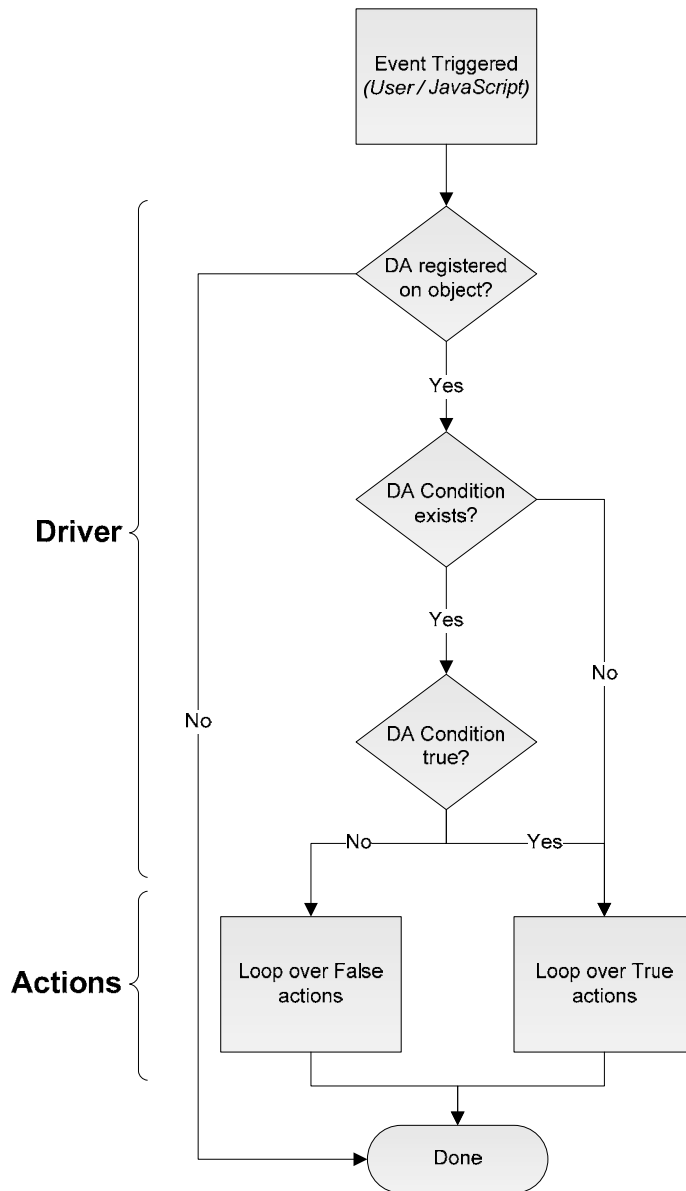 Event Triggered
(User / JavaScript)
DA registered
on object?
Yes
DA Condition
exists?
Driver
Yes
No
No
DA Condition
true?
No
Yes
Actions
Loop over False
actions
Loop over True
actions
Done